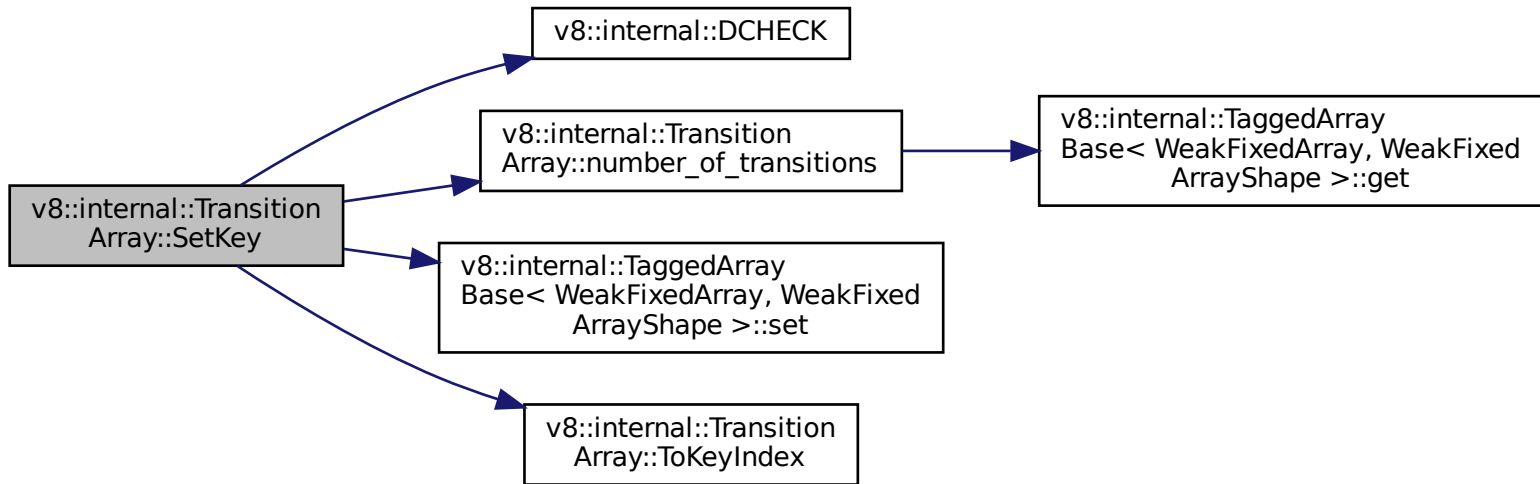 v8::internal::DCHECK
v8::internal::Transition
Array::number_of_transitions
v8::internal::TaggedArray
Base< WeakFixedArray, WeakFixed
ArrayShape >::get
v8::internal::Transition
Array::SetKey
v8::internal::TaggedArray
Base< WeakFixedArray, WeakFixed
ArrayShape >::set
v8::internal::Transition
Array::ToKeyIndex